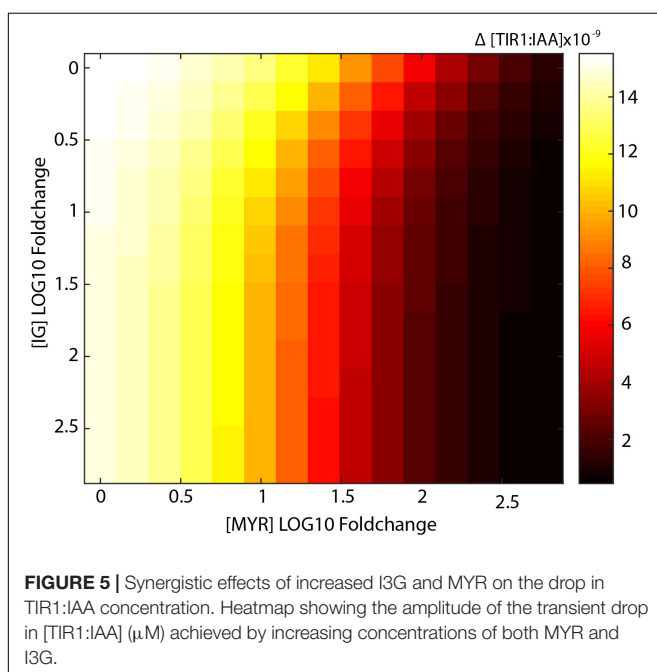 Δ [TIR1:IAA]x10⁻⁹
0
0.5
1
1.5
2
2.5
[IG] LOG10 Foldchange
0 0.5 1 1.5 2 2.5
[MYR] LOG10 Foldchange
14
12
10
8
6
4
2
FIGURE 5 | Synergistic effects of increased I3G and MYR on the drop in
TIR1:IAA concentration. Heatmap showing the amplitude of the transient drop
in [TIR1:IAA] (μM) achieved by increasing concentrations of both MYR and
I3G.